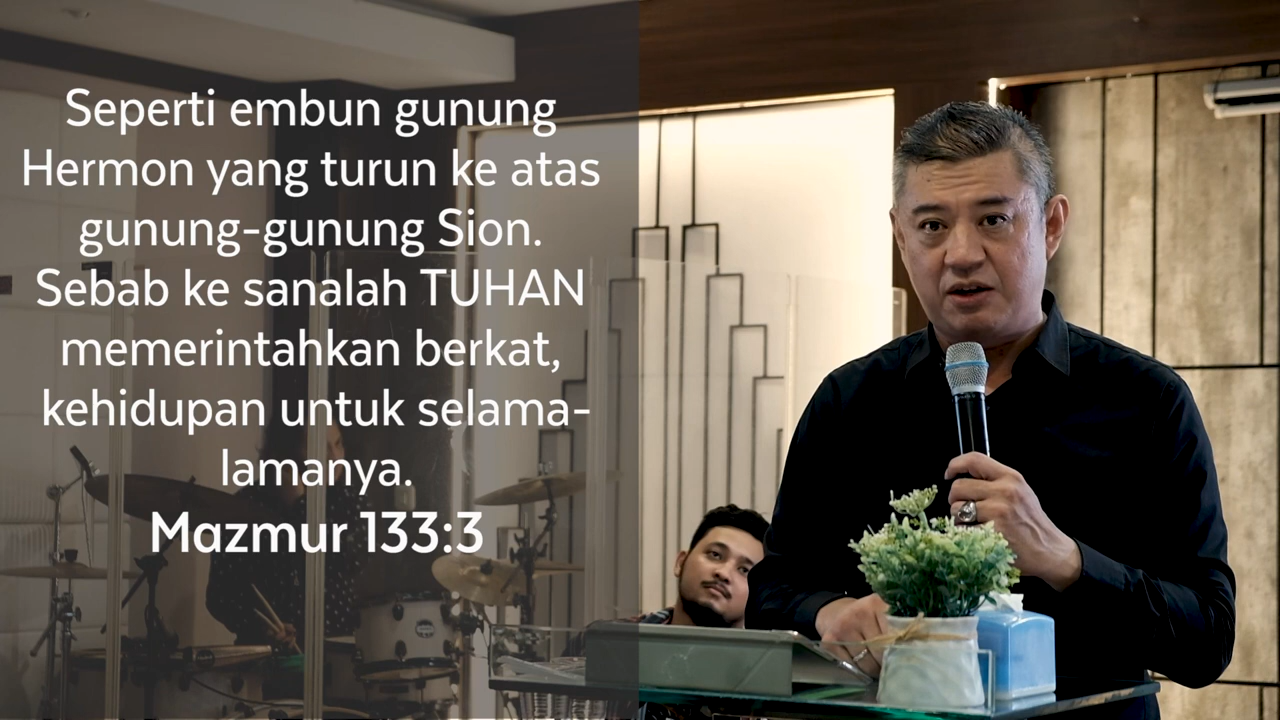 Seperti embun gunung
Hermon yang turun ke atas
gunung-gunung Sion.
Sebab ke sanalah TUHAN
memerintahkan berkat,
kehidupan untuk selama-
lamanya.
Mazmur 133:3